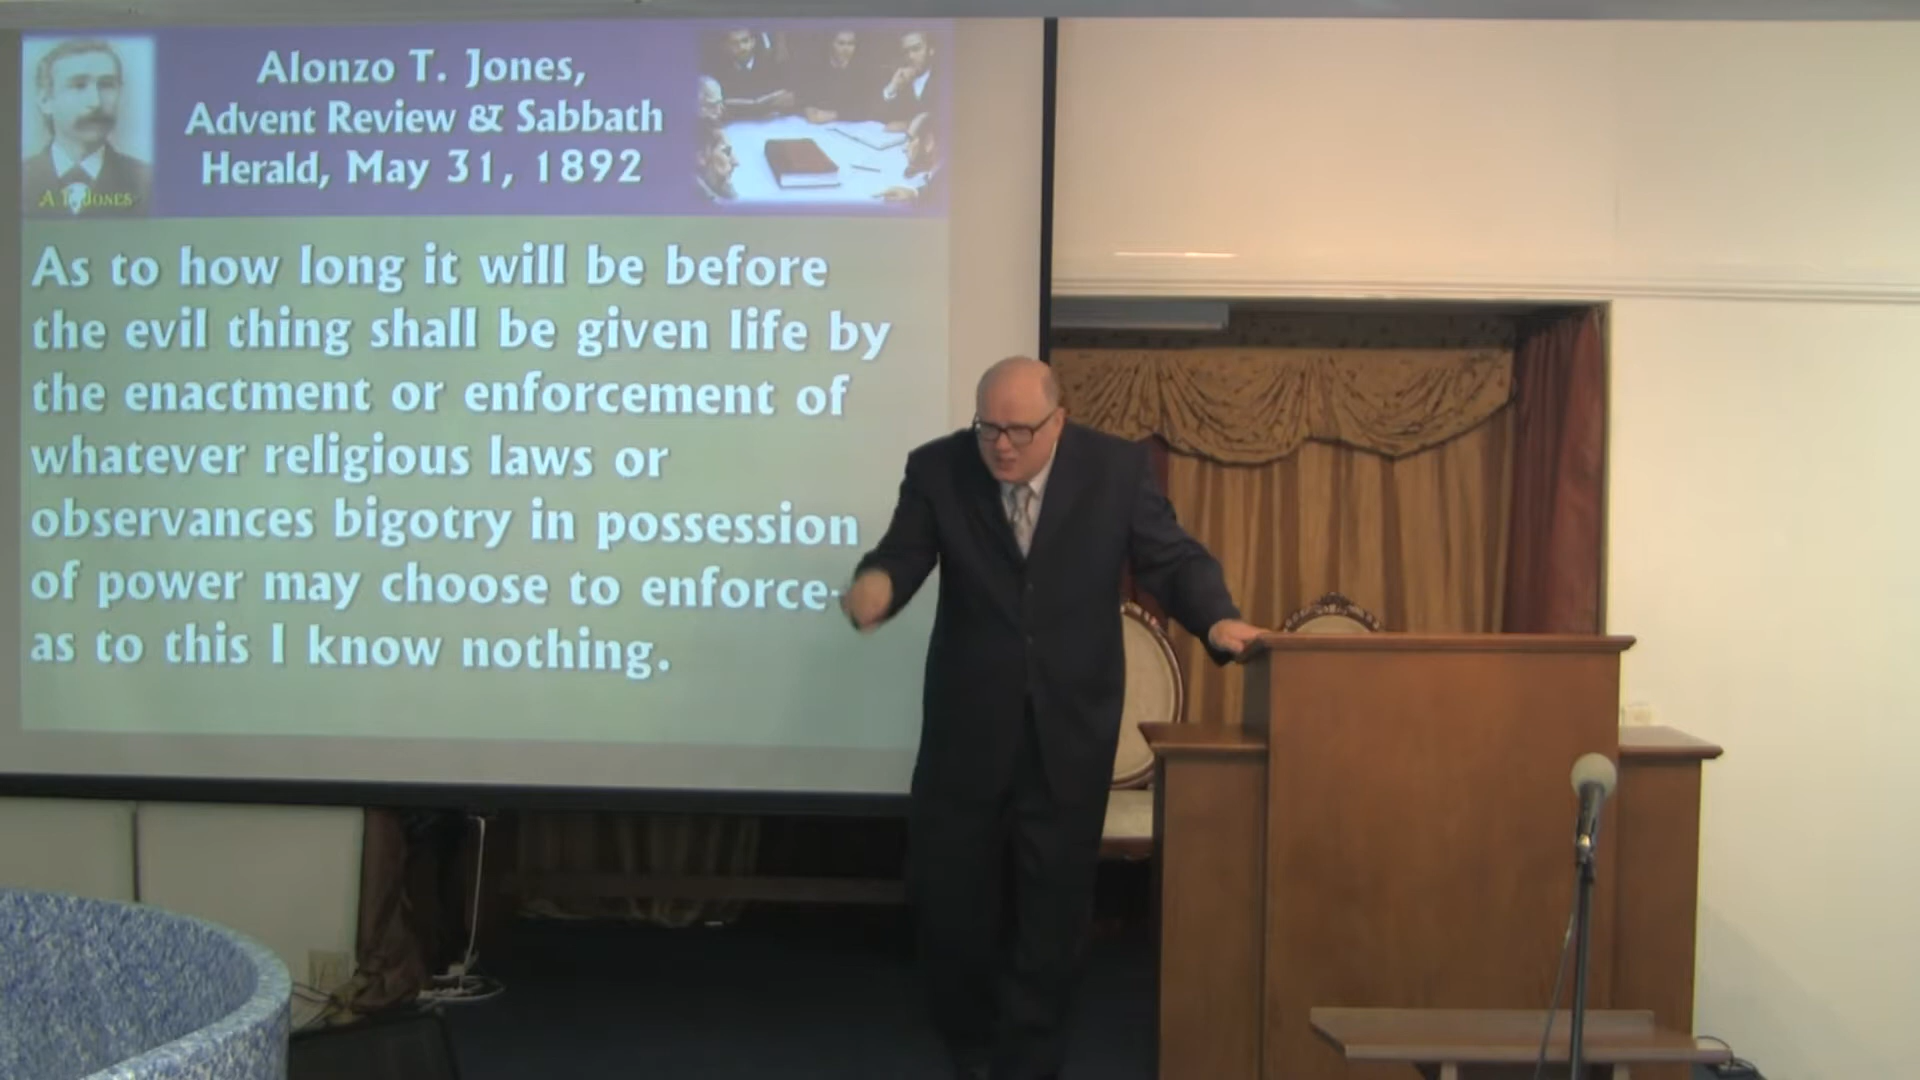 Alonzo T. Jones,
Advent Review & Sabbath
Herald, May 31, 1892
A.T. JONES
As to how long it will be before
the evil thing shall be given life by
the enactment or enforcement of
whatever religious laws or
observances bigotry in possession
of power may choose to enforce-
as to this I know nothing.